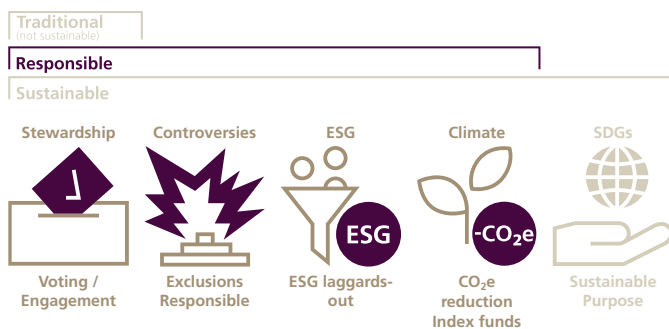 Traditional
(not sustainable)
Responsible
Sustainable
Stewardship
Controversies
ESG
Climate
SDGs
ESG
-CO₂e
Voting /
Engagement
Exclusions
Responsible
ESG laggards-
out
CO₂e
reduction
Index funds
Sustainable
Purpose